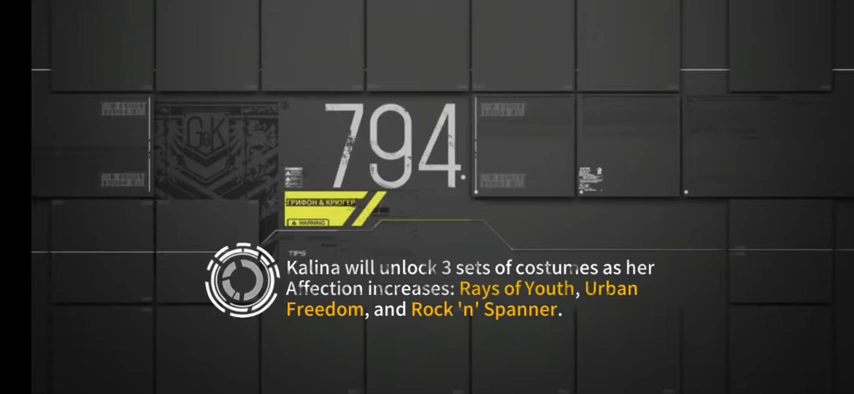 794.
G&K
ГРИФОН & КРЮГЕР
WARNING
TIPS
Kalina will unlock 3 sets of costumes as her
Affection increases: Rays of Youth, Urban
Freedom, and Rock 'n' Spanner.